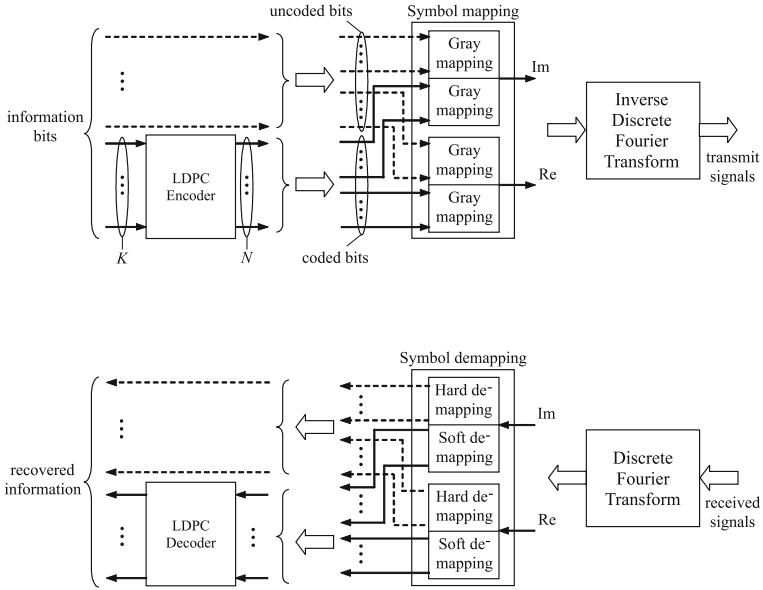 uncoded bits
Symbol mapping
Gray
mapping
Im
Gray
mapping
information
bits
LDPC
Encoder
Gray
mapping
Re
Gray
mapping
Inverse
Discrete
Fourier
Transform
transmit
signals
K
N
coded bits
Symbol demapping
Hard de-
mapping
Im
Soft de-
mapping
recovered
information
LDPC
Decoder
Hard de-
mapping
Re
Soft de-
mapping
Discrete
Fourier
Transform
received
signals